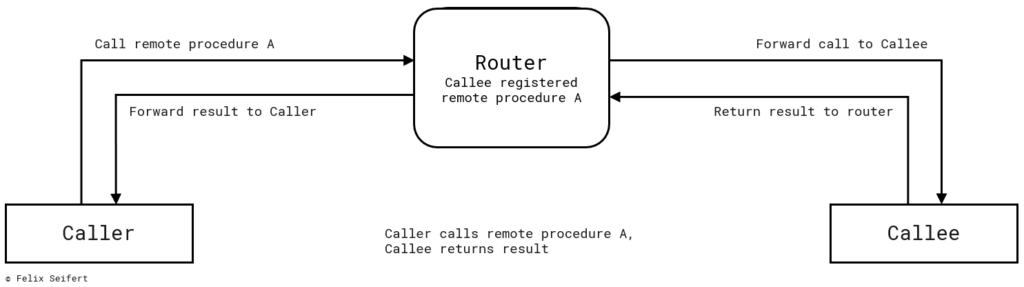 Call remote procedure A
Forward result to Caller
Router
Callee registered
remote procedure A
Forward call to Callee
Return result to router
Caller
Caller calls remote procedure A,
Callee returns result
Callee
© Felix Seifert